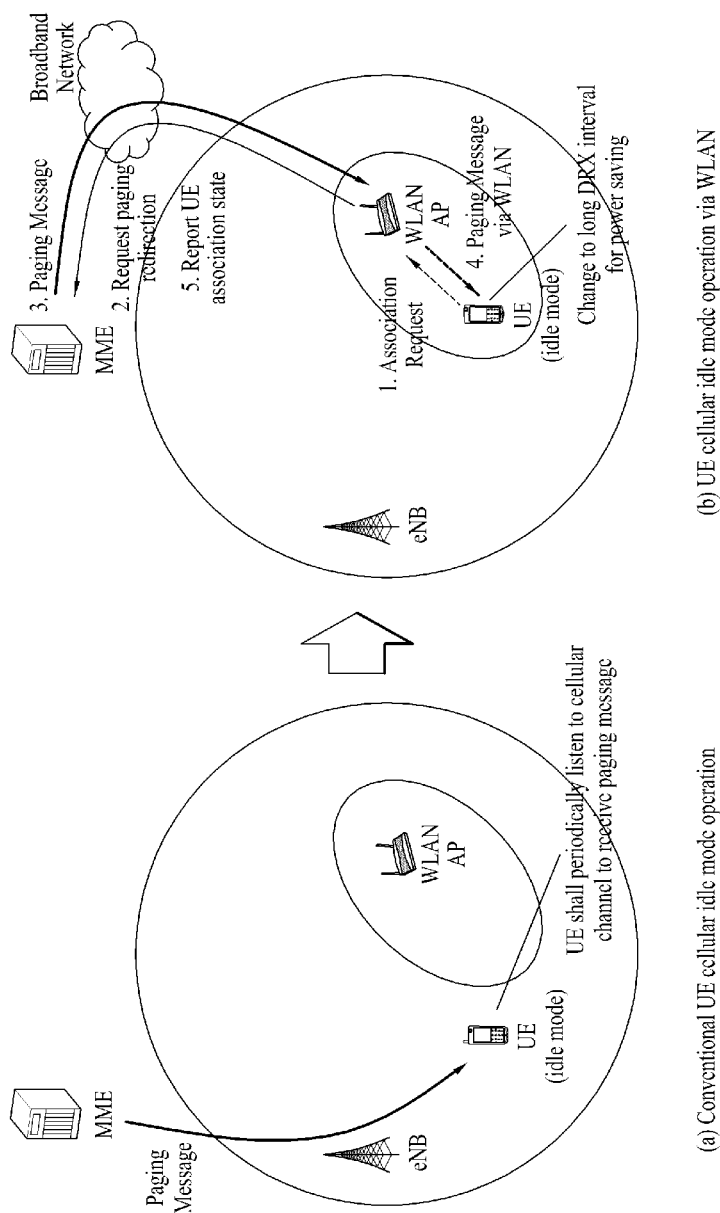 MME
Paging
Message
eNB
UE
(idle mode)
WLAN
AP
UE shall periodically listen to cellular
channel to receive paging message
(a) Conventional UE cellular idle mode operation
MME
3. Paging Message
Broadband
Network
2. Request paging
redirection
5. Report UE
association state
WLAN
AP
1. Association
Request
4. Paging Message
via WLAN
UE
(idle mode)
eNB
Change to long DRX interval
for power saving
(b) UE cellular idle mode operation via WLAN